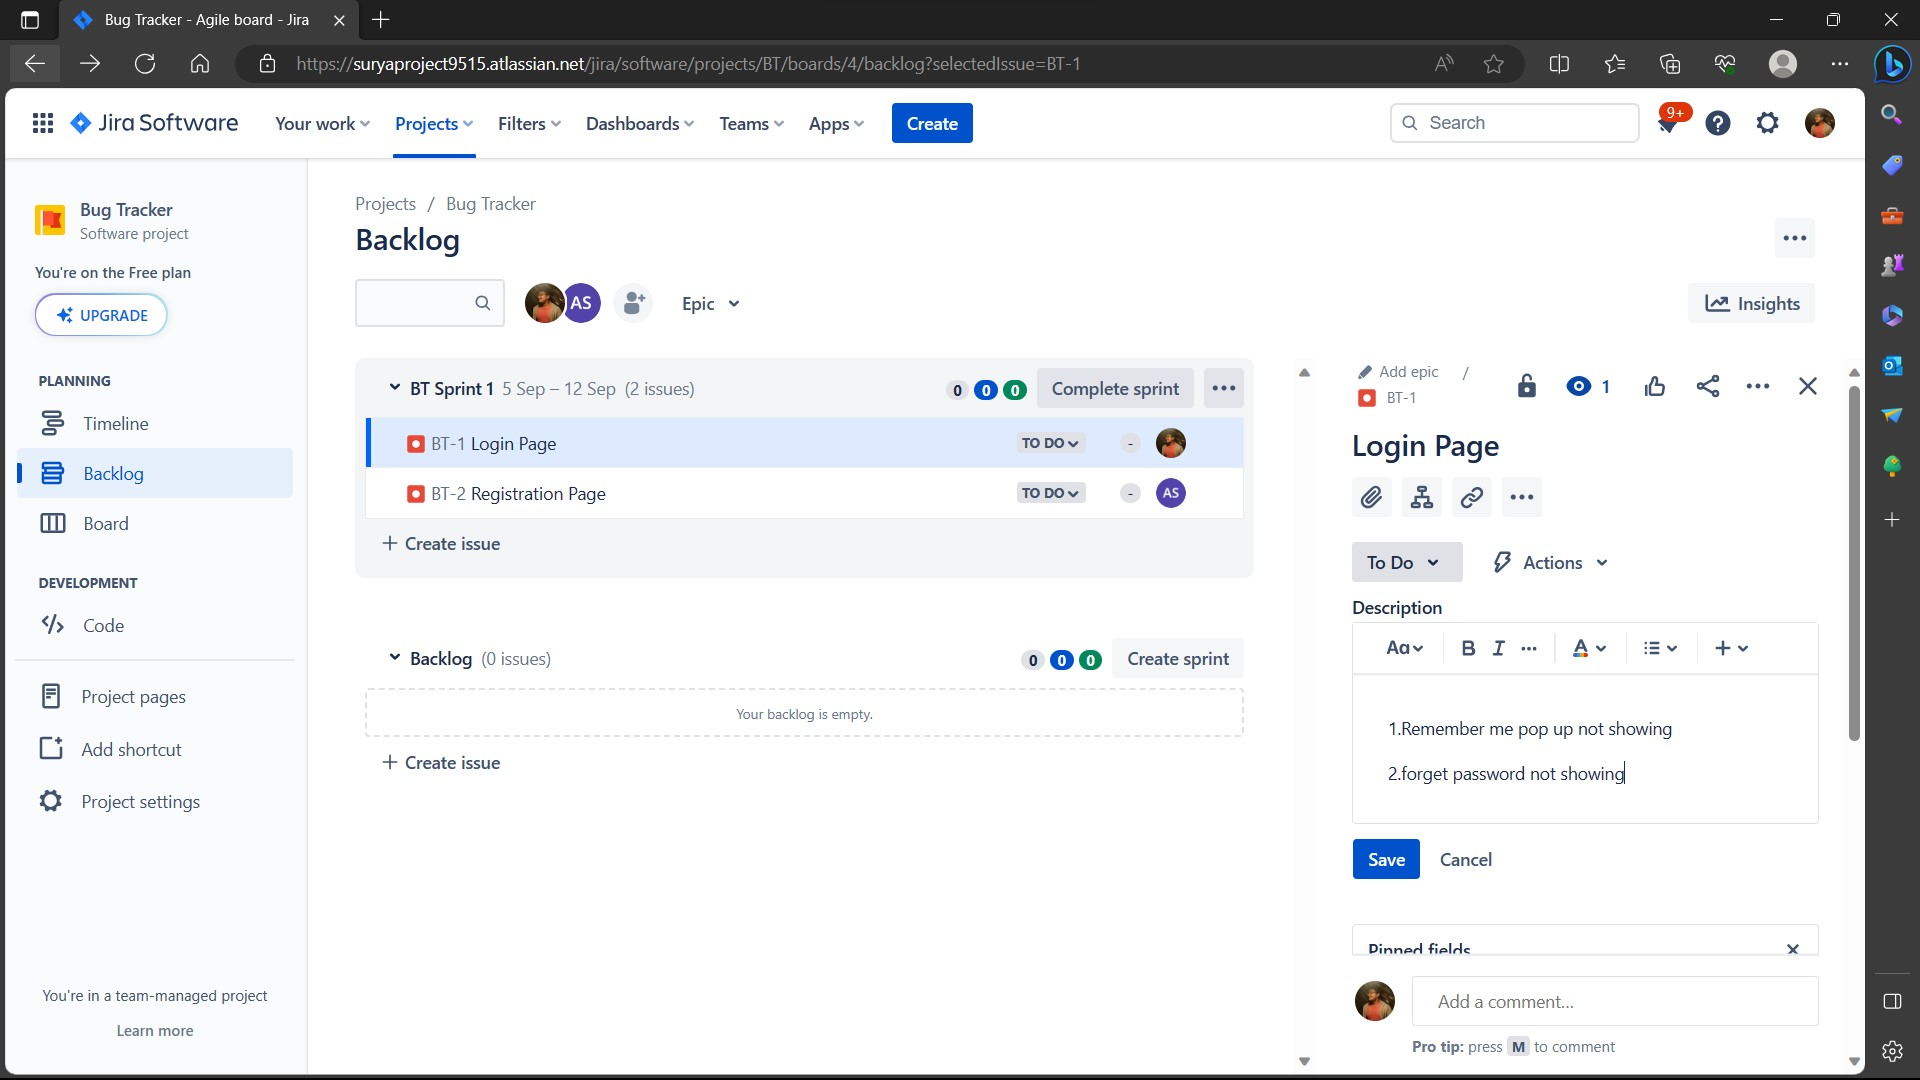 Bug Tracker - Agile board - Jira
https://suryaproject9515.atlassian.net/jira/software/projects/BT/boards/4/backlog?selectedIssue=BT-1
Jira Software
Your work
Projects
Filters
Dashboards
Teams
Apps
Create
Search
9+
Bug Tracker
Software project
You're on the Free plan
UPGRADE
PLANNING
Timeline
Backlog
Board
DEVELOPMENT
Code
Project pages
Add shortcut
Project settings
You're in a team-managed project
Learn more
Projects / Bug Tracker
Backlog
AS
Epic
Insights
BT Sprint 1 5 Sep – 12 Sep (2 issues)
0 0 0
Complete sprint
BT-1 Login Page
TO DO
-
BT-2 Registration Page
TO DO
-
AS
+ Create issue
Backlog (0 issues)
0 0 0
Create sprint
Your backlog is empty.
+ Create issue
Add epic /
BT-1
1
Login Page
To Do
Actions
Description
Aa
B I
A
1.Remember me pop up not showing
2.forget password not showing
Save
Cancel
Pinned fields
Add a comment...
Pro tip: press M to comment